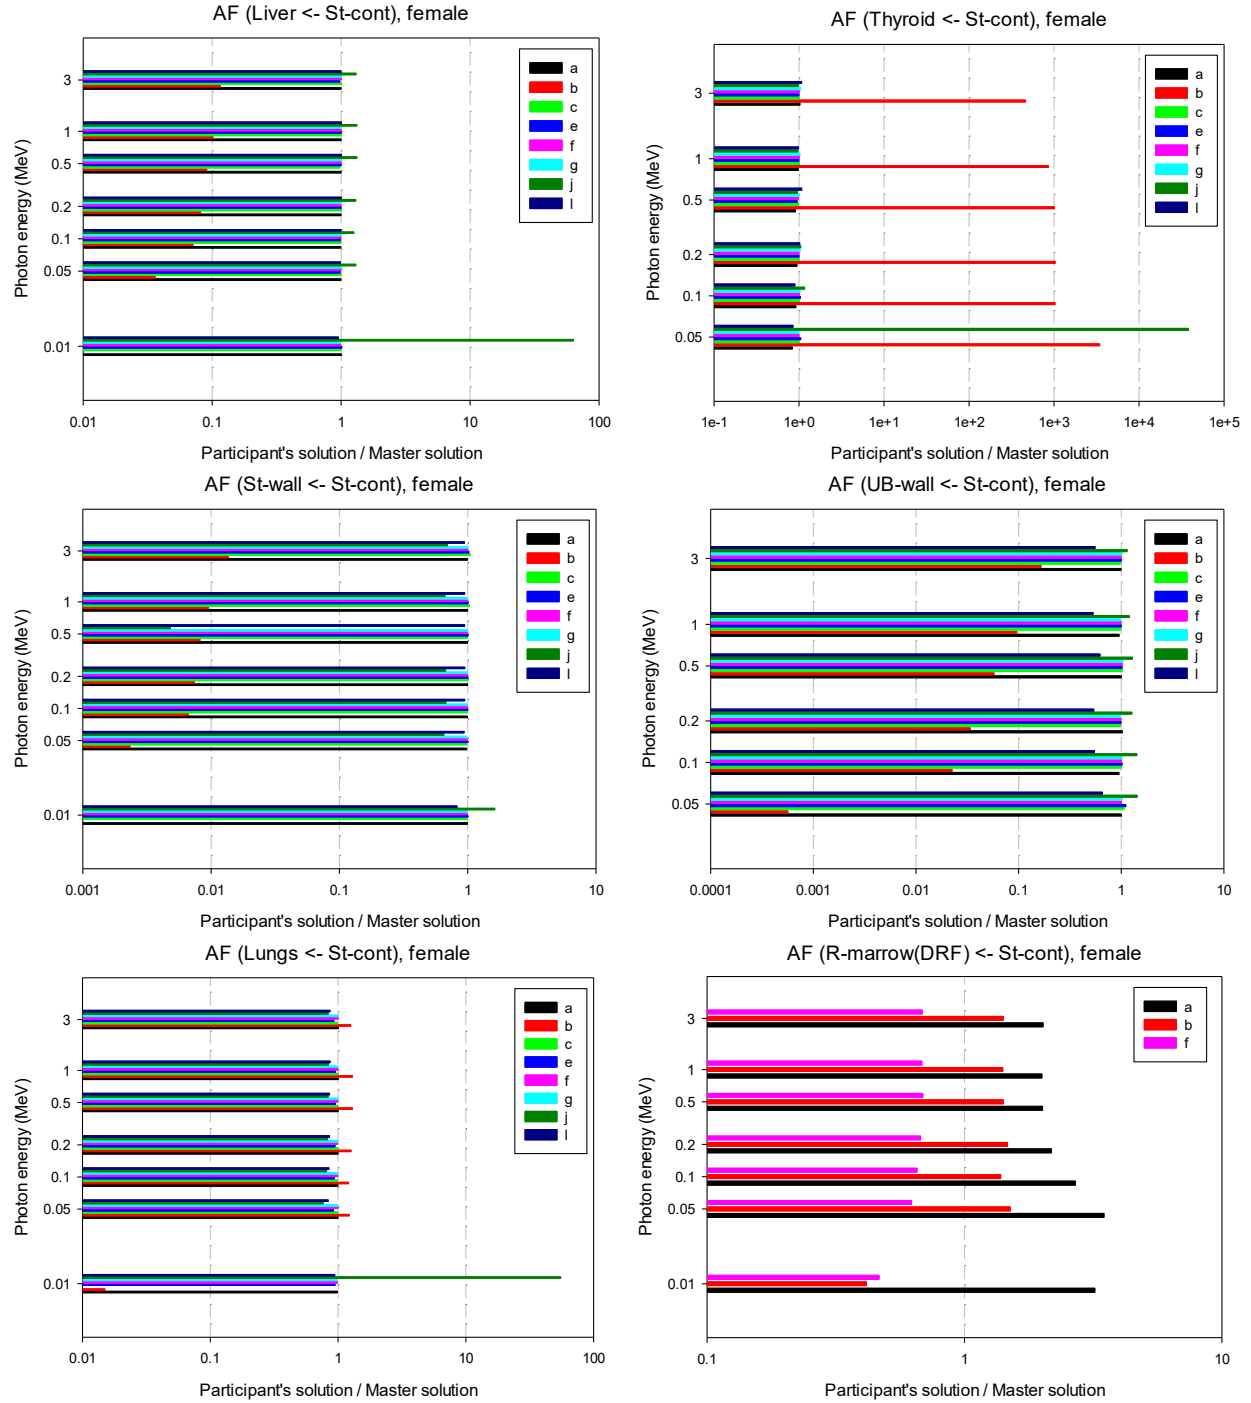 AF (Liver <- St-cont), female
Photon energy (MeV)
3
1
0.5
0.2
0.1
0.05
0.01
0.01
0.1
1
10
100
Participant's solution / Master solution
a
b
c
e
f
g
j
l
AF (Thyroid <- St-cont), female
Photon energy (MeV)
3
1
0.5
0.2
0.1
0.05
1e-1
1e+0
1e+1
1e+2
1e+3
1e+4
1e+5
Participant's solution / Master solution
a
b
c
e
f
g
j
l
AF (St-wall <- St-cont), female
Photon energy (MeV)
3
1
0.5
0.2
0.1
0.05
0.01
0.001
0.01
0.1
1
10
Participant's solution / Master solution
a
b
c
e
f
g
j
l
AF (UB-wall <- St-cont), female
Photon energy (MeV)
3
1
0.5
0.2
0.1
0.05
0.0001
0.001
0.01
0.1
1
10
Participant's solution / Master solution
a
b
c
e
f
g
j
l
AF (Lungs <- St-cont), female
Photon energy (MeV)
3
1
0.5
0.2
0.1
0.05
0.01
0.01
0.1
1
10
100
Participant's solution / Master solution
a
b
c
e
f
g
j
l
AF (R-marrow(DRF) <- St-cont), female
Photon energy (MeV)
3
1
0.5
0.2
0.1
0.05
0.01
0.1
1
10
Participant's solution / Master solution
a
b
f